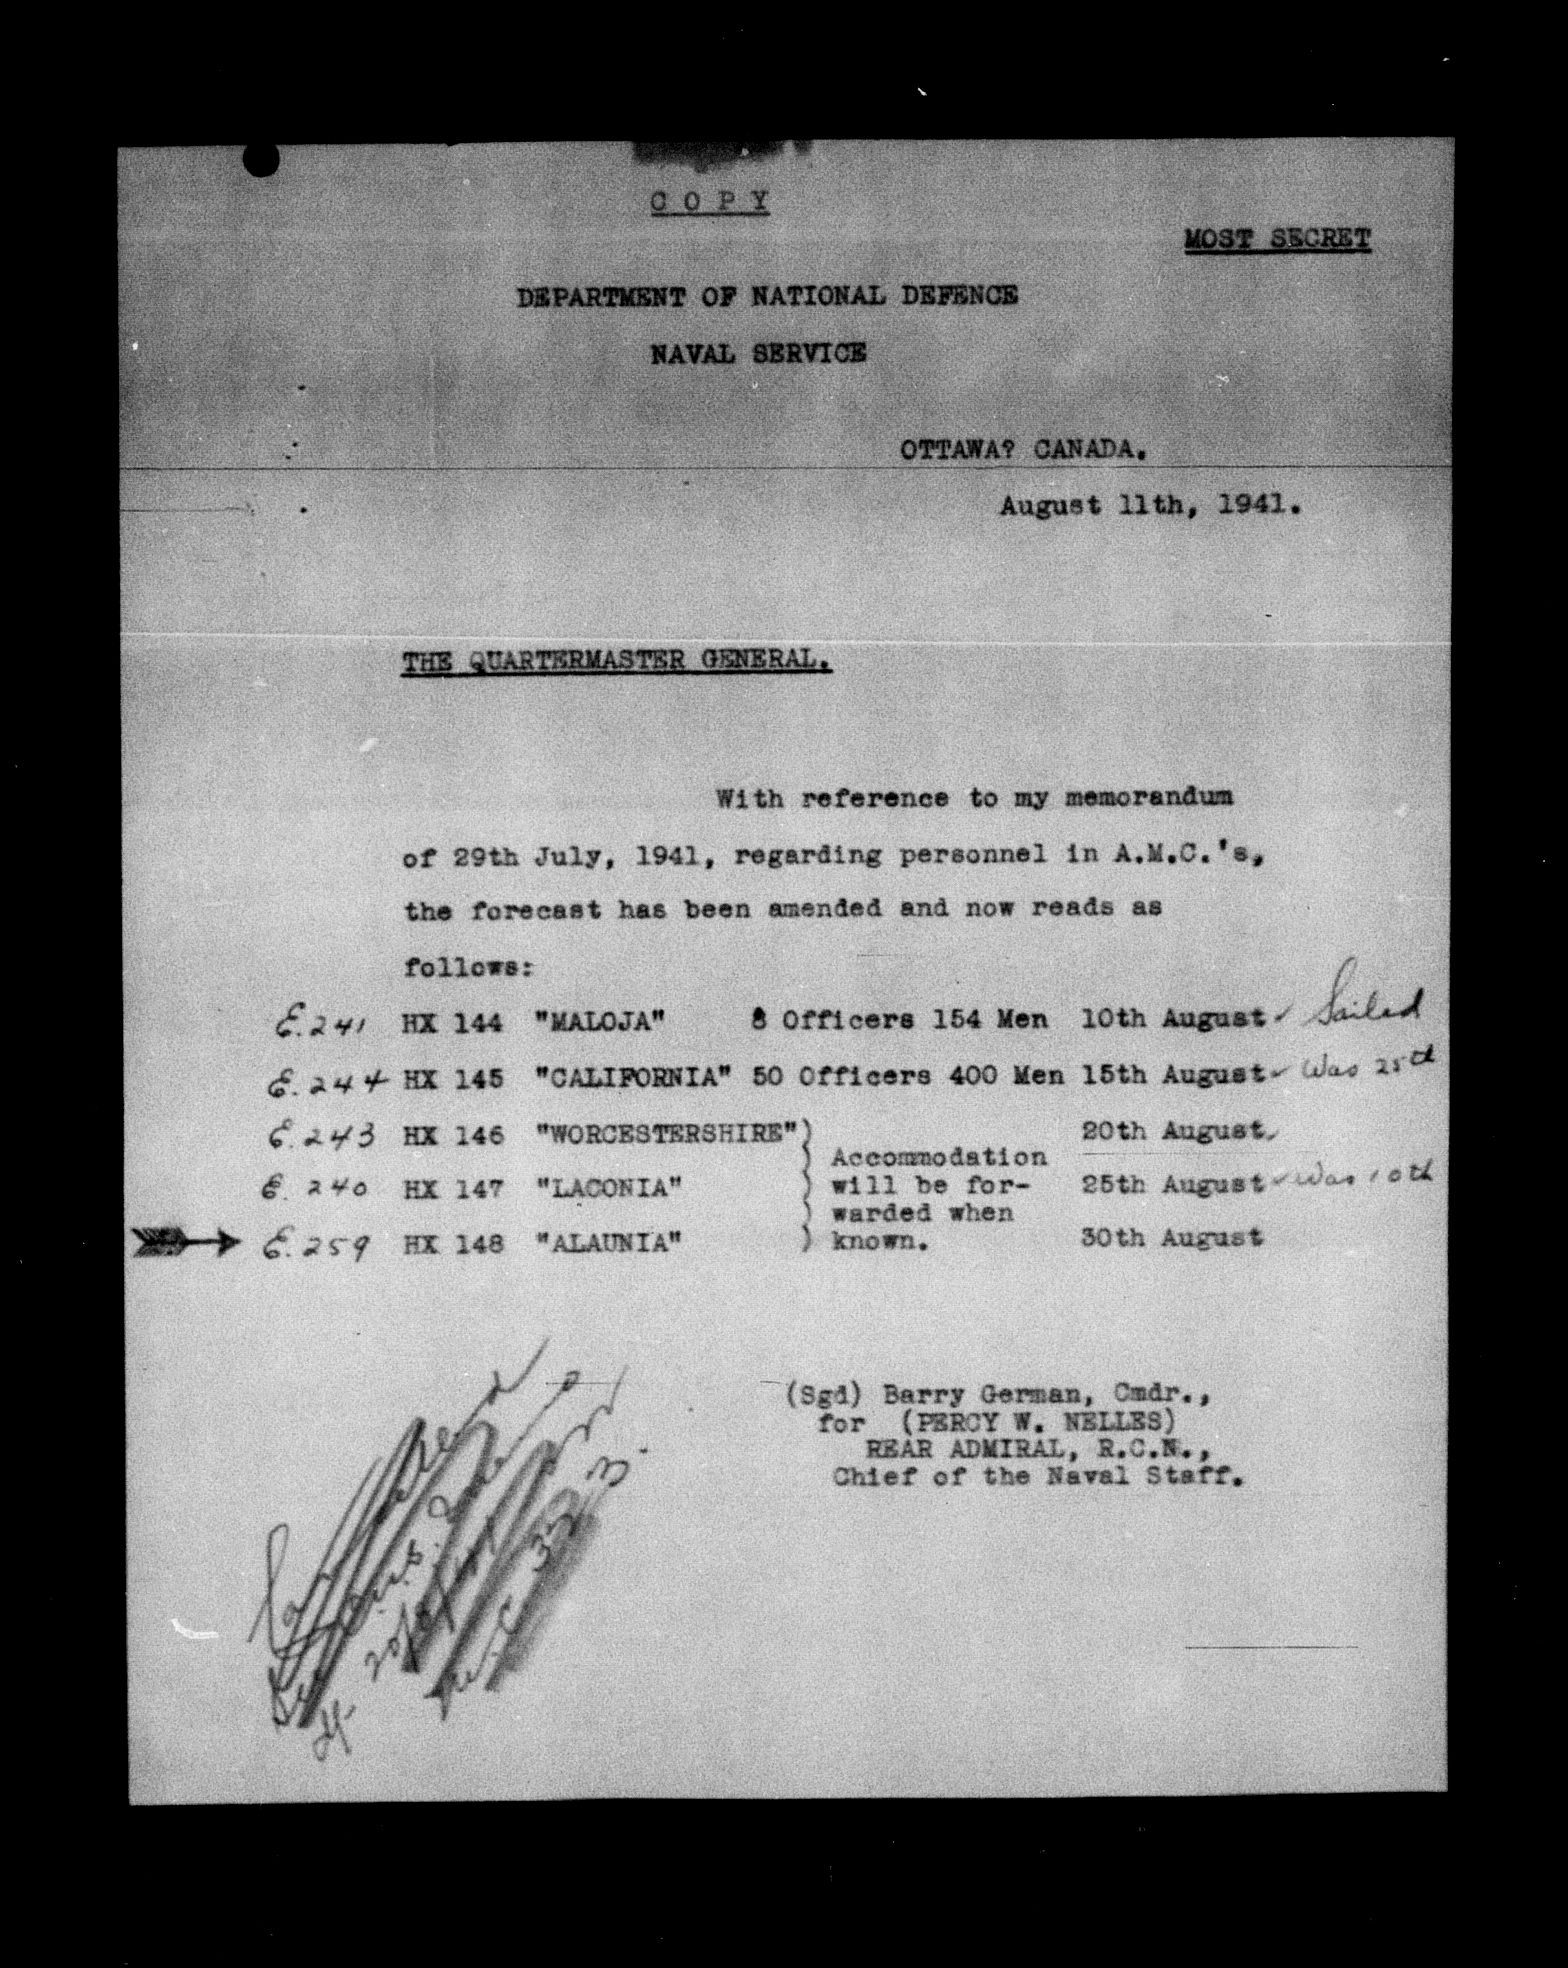 C O P Y
MOST SECRET
DEPARTMENT OF NATIONAL DEFENCE
NAVAL SERVICE
OTTAWA? CANADA.
August 11th, 1941.
THE QUARTERMASTER GENERAL.
With reference to my memorandum
of 29th July, 1941, regarding personnel in A.M.C.'s,
the forecast has been amended and now reads as
follows:
E.241 HX 144 "MALOJA" 8 Officers 154 Men 10th August Sailed
E.244 HX 145 "CALIFORNIA" 50 Officers 400 Men 15th August Was 25th
E.243 HX 146 "WORCESTERSHIRE") 20th August
) Accommodation
E.240 HX 147 "LACONIA" ) will be for- 25th August Was 10th
) warded when
E.259 HX 148 "ALAUNIA" ) known. 30th August
(Sgd) Barry German, Cmdr.,
for (PERCY W. NELLES)
REAR ADMIRAL, R.C.N.,
Chief of the Naval Staff.